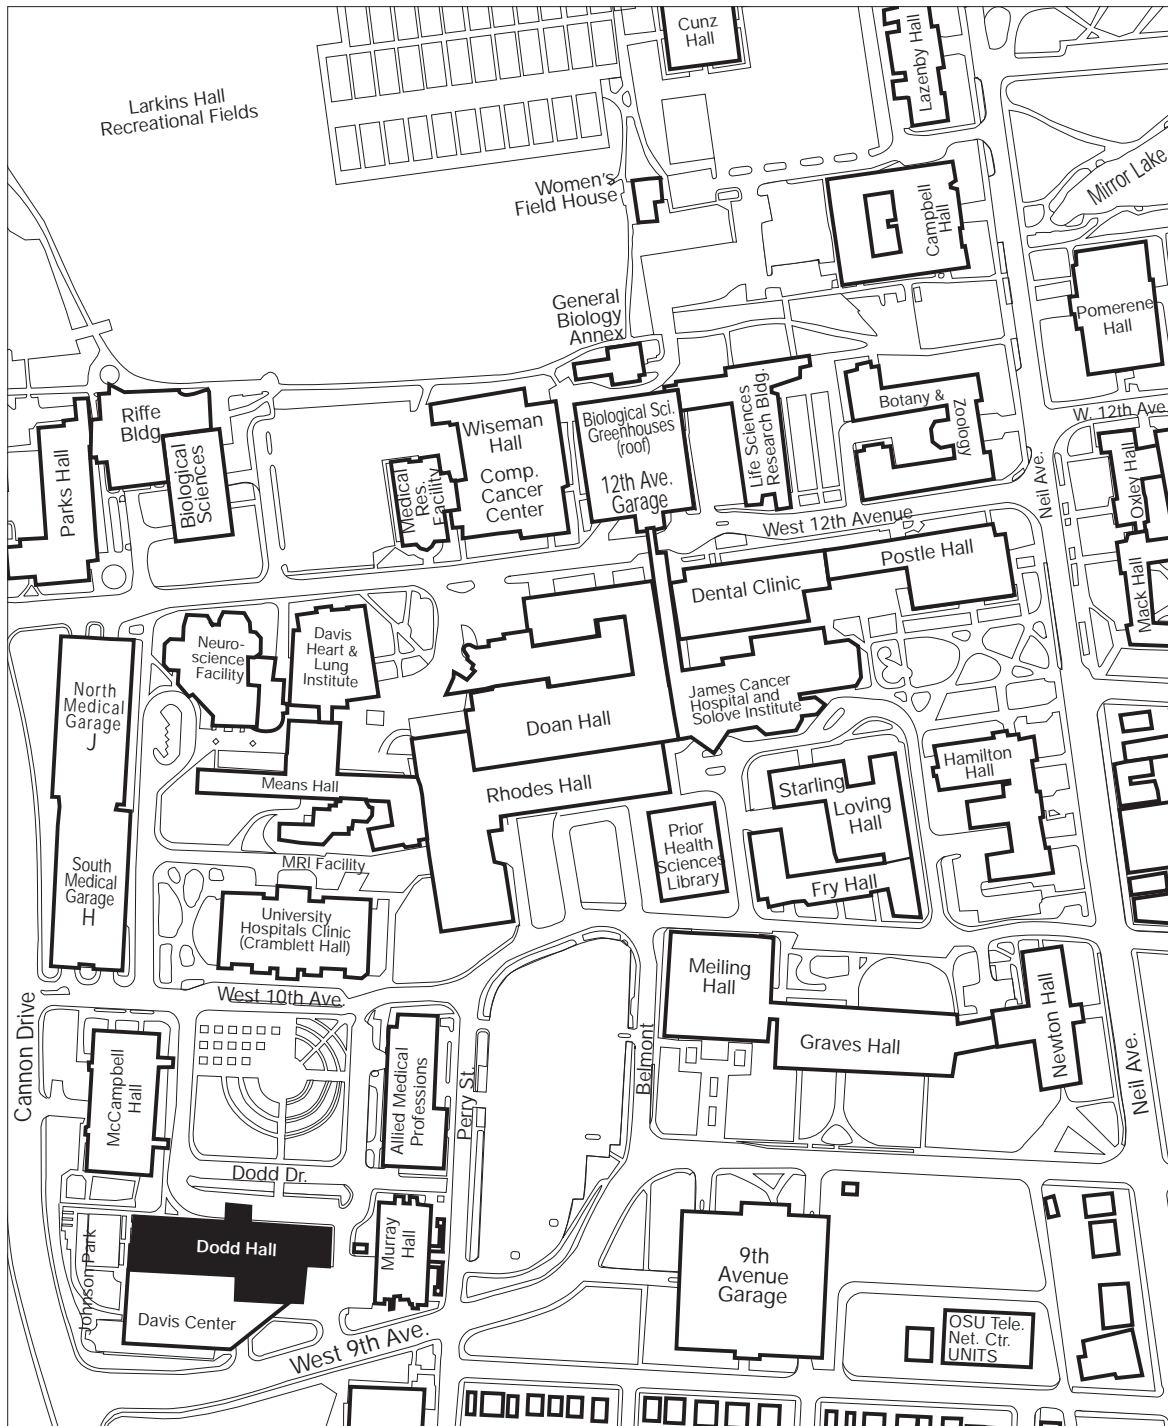 Cunz
Hall
Lazenby Hall
Larkins Hall
Recreational Fields
Mirror Lake
Women's
Field House
Campbell
Hall
General
Biology
Annex
Pomerene
Hall
Riffe
Bldg
Parks Hall
Biological
Sciences
Wiseman
Hall
Comp.
Cancer
Center
Medical
Res.
Facility
Biological Sci.
Greenhouses
(roof)
12th Ave.
Garage
Life Sciences
Research Bldg.
Botany &
Zoology
W. 12th Ave
Oxley Hall
Neil Ave.
West 12th Avenue
Mack Hall
Postle Hall
Dental Clinic
Neuro-
science
Facility
Davis
Heart &
Lung
Institute
North
Medical
Garage
J
James Cancer
Hospital and
Solove Institute
Doan Hall
Hamilton
Hall
Means Hall
Rhodes Hall
Starling
Loving
Hall
Prior
Health
Sciences
Library
MRI Facility
South
Medical
Garage
H
Fry Hall
University
Hospitals Clinic
(Cramblett Hall)
Meiling
Hall
Newton Hall
West 10th Ave.
Cannon Drive
Graves Hall
Belmont
Neil Ave.
McCampbell
Hall
Allied Medical
Professions
Perry St.
Dodd Dr.
Dodd Hall
Murray
Hall
Johnson Park
9th
Avenue
Garage
Davis Center
West 9th Ave.
OSU Tele.
Net. Ctr.
UNITS